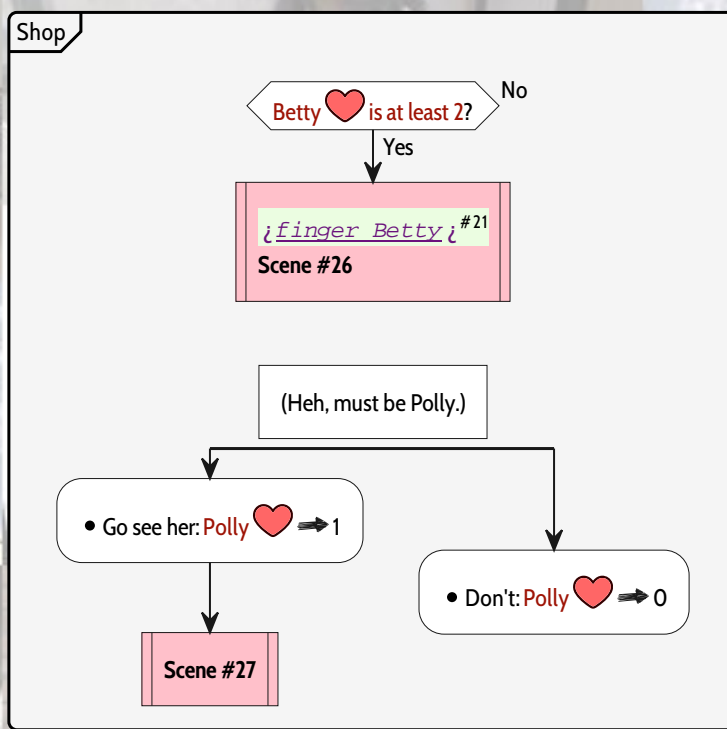 Shop
Betty is at least 2?
No
Yes
¿finger Betty¿#21
Scene #26
(Heh, must be Polly.)
• Go see her: Polly 1
• Don't: Polly 0
Scene #27